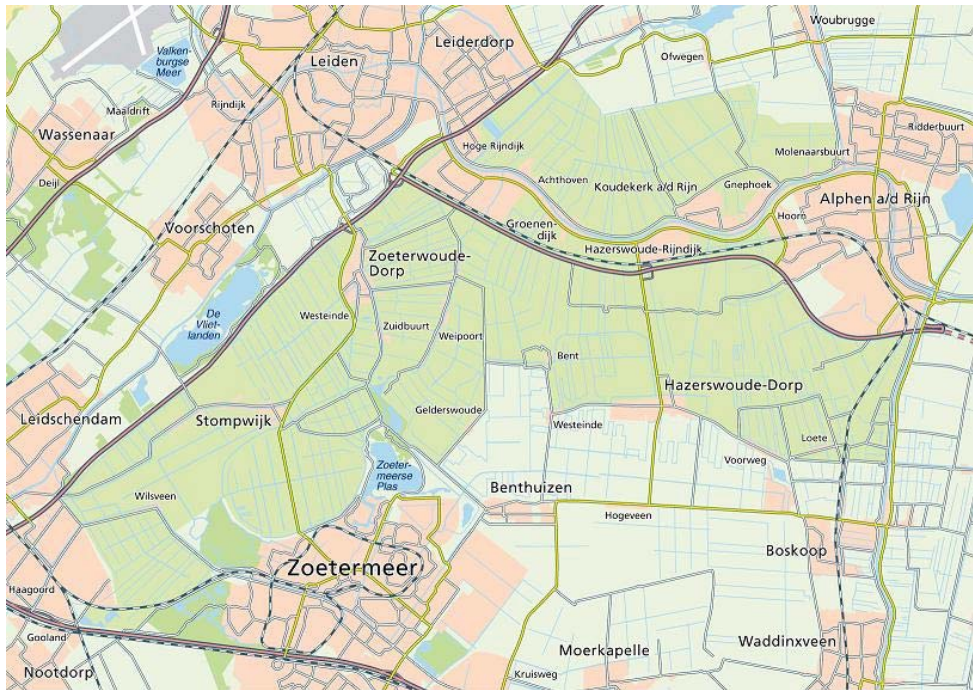 Woubrugge
Leiderdorp
Valken-
burgse
Meer
Leiden
Ofwegen
Maaldrift
Rijndijk
Wassenaar
Ridderbuurt
Hoge Rijndijk
Molenaarsbuurt
Deijl
Achthoven
Koudekerk a/d Rijn
Gnephoek
Alphen a/d Rijn
Voorschoten
Groenen-
dijk
Hoorn
Hazerswoude-Rijndijk
Zoeterwoude-
Dorp
De
Vliet-
landen
Westeinde
Zuidbuurt
Weipoort
Bent
Hazerswoude-Dorp
Leidschendam
Stompwijk
Gelderswoude
Westeinde
Loete
Voorweg
Zoeter-
meerse
Plas
Wilsveen
Benthuizen
Hogeveen
Boskoop
Zoetermeer
Haagoord
Gooland
Moerkapelle
Waddinxveen
Nootdorp
Kruisweg